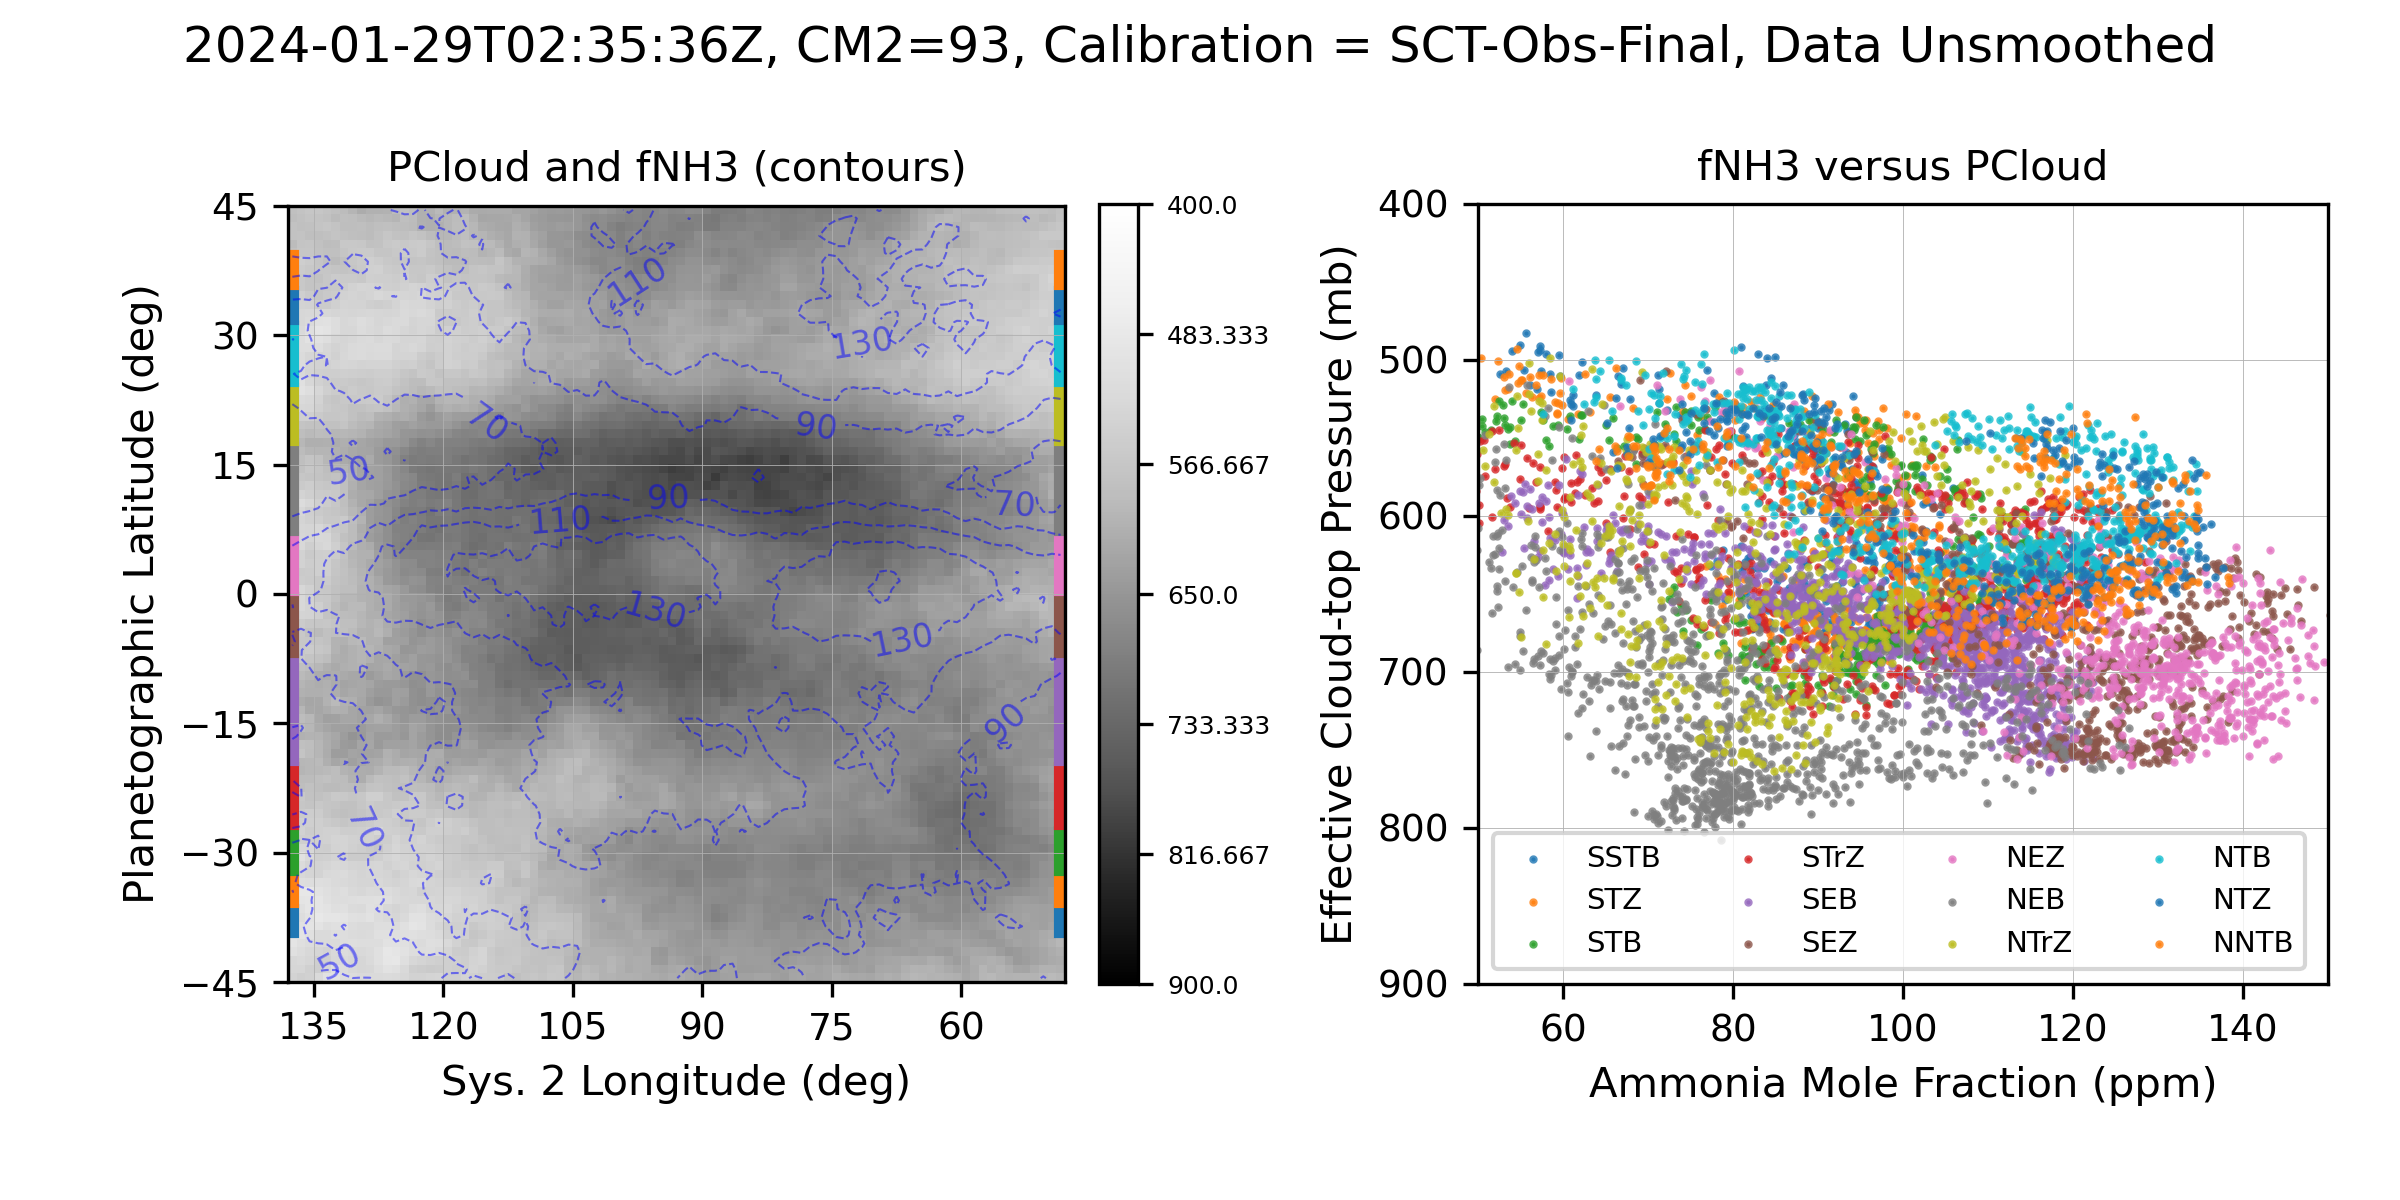 2024-01-29T02:35:36Z, CM2=93, Calibration = SCT-Obs-Final, Data Unsmoothed
PCloud and fNH3 (contours)
Planetographic Latitude (deg)
45
30
15
0
−15
−30
−45
135
120
105
90
75
60
Sys. 2 Longitude (deg)
110
130
70
90
50
90
70
110
130
130
90
70
50
400.0
483.333
566.667
650.0
733.333
816.667
900.0
fNH3 versus PCloud
Effective Cloud-top Pressure (mb)
400
500
600
700
800
900
SSTB
STZ
STB
STrZ
SEB
SEZ
NEZ
NEB
NTrZ
NTB
NTZ
NNTB
60
80
100
120
140
Ammonia Mole Fraction (ppm)